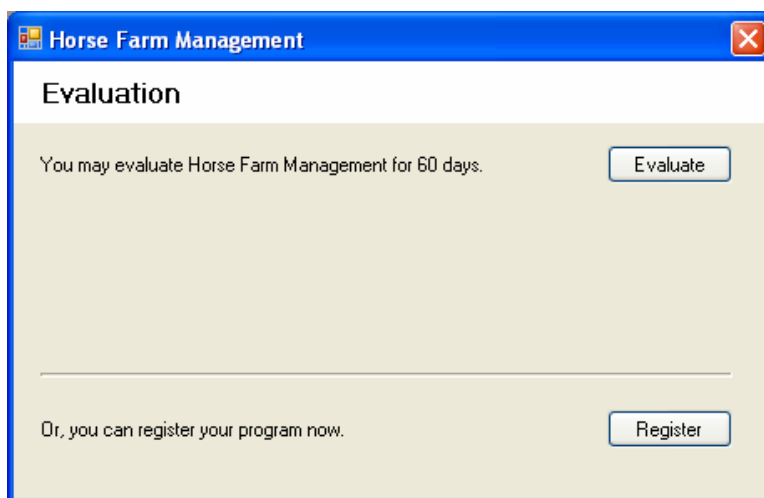 Horse Farm Management
Evaluation
You may evaluate Horse Farm Management for 60 days.
Evaluate
Or, you can register your program now.
Register